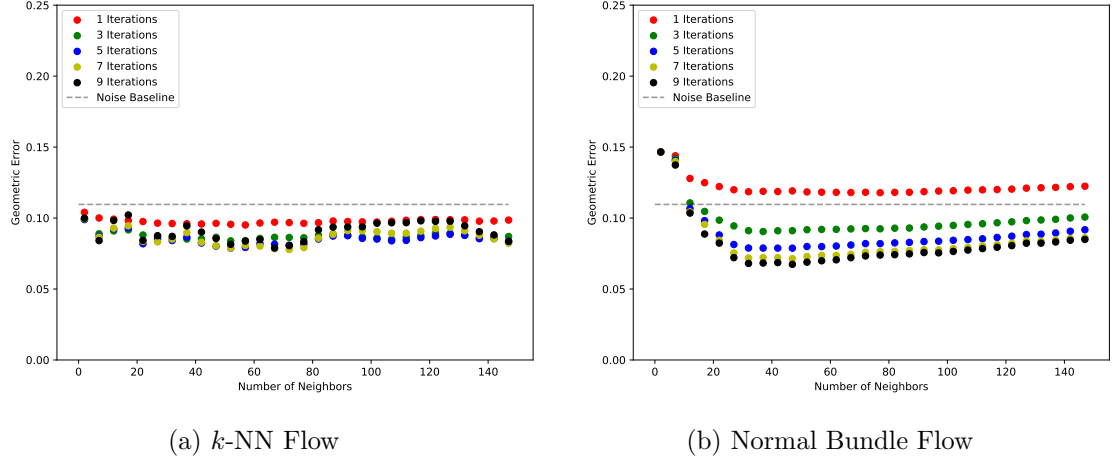 0.25
0.20
0.15
0.10
0.05
0.00
Geometric Error
1 Iterations
3 Iterations
5 Iterations
7 Iterations
9 Iterations
Noise Baseline
0 20 40 60 80 100 120 140
Number of Neighbors
(a) k-NN Flow
0.25
0.20
0.15
0.10
0.05
0.00
Geometric Error
1 Iterations
3 Iterations
5 Iterations
7 Iterations
9 Iterations
Noise Baseline
0 20 40 60 80 100 120 140
Number of Neighbors
(b) Normal Bundle Flow